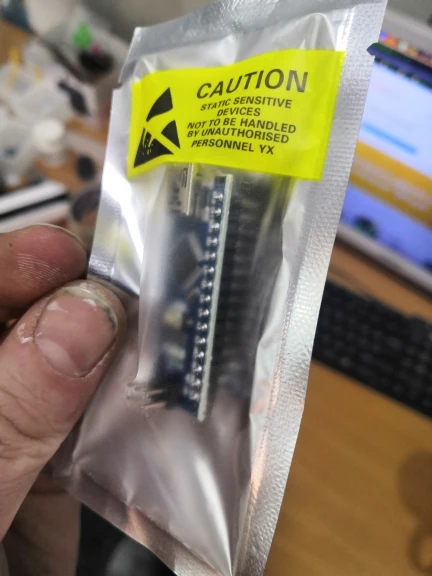 CAUTION
STATIC SENSITIVE
DEVICES
NOT TO BE HANDLED
BY UNAUTHORISED
PERSONNEL YX